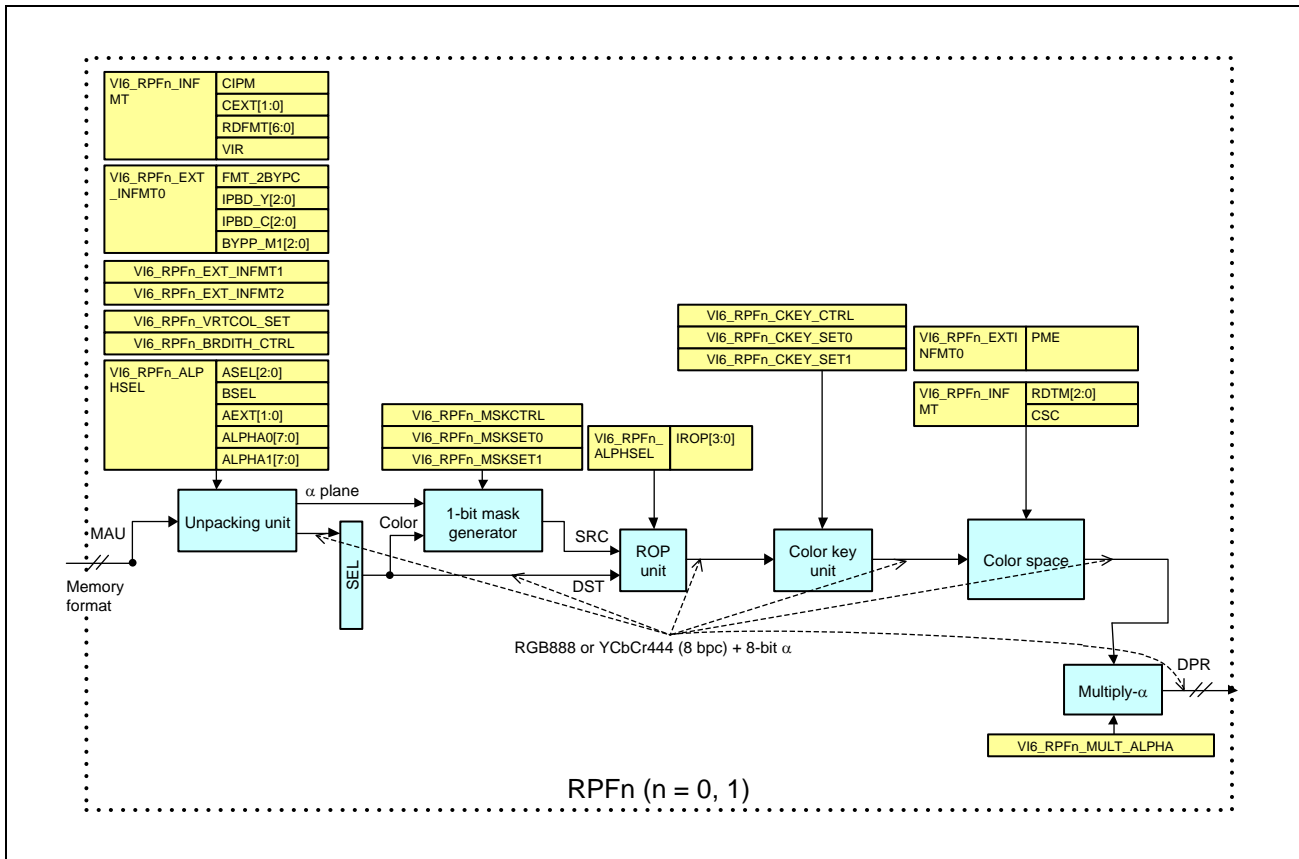 VI6_RPFn_INF
MT
CIPM
CEXT[1:0]
RDFMT[6:0]
VIR
VI6_RPFn_EXT
_INFMT0
FMT_2BYPC
IPBD_Y[2:0]
IPBD_C[2:0]
BYPP_M1[2:0]
VI6_RPFn_EXT_INFMT1
VI6_RPFn_EXT_INFMT2
VI6_RPFn_VRTCOL_SET
VI6_RPFn_BRDITH_CTRL
VI6_RPFn_ALP
HSEL
ASEL[2:0]
BSEL
AEXT[1:0]
ALPHA0[7:0]
ALPHA1[7:0]
VI6_RPFn_MSKCTRL
VI6_RPFn_MSKSET0
VI6_RPFn_MSKSET1
VI6_RPFn_
ALPHSEL
IROP[3:0]
VI6_RPFn_CKEY_CTRL
VI6_RPFn_CKEY_SET0
VI6_RPFn_CKEY_SET1
VI6_RPFn_EXTI
NFMT0
PME
VI6_RPFn_INF
MT
RDTM[2:0]
CSC
MAU
Memory
format
Unpacking unit
α plane
SEL
Color
1-bit mask
generator
SRC
DST
ROP
unit
Color key
unit
Color space
RGB888 or YCbCr444 (8 bpc) + 8-bit α
Multiply-α
DPR
VI6_RPFn_MULT_ALPHA
RPFn (n = 0, 1)